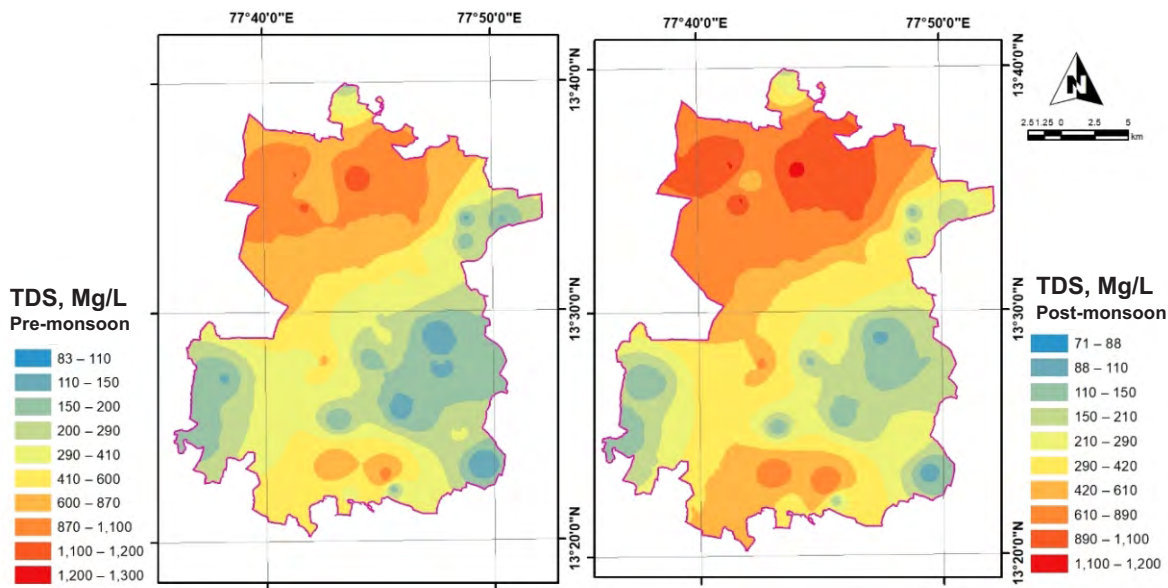 77°40'0"E 77°50'0"E 77°40'0"E 77°50'0"E
13°40'0"N
13°30'0"N
13°20'0"N
13°40'0"N
13°30'0"N
13°20'0"N
N
2.5 1.25 0 2.5 5
km
TDS, Mg/L
Pre-monsoon
83 – 110
110 – 150
150 – 200
200 – 290
290 – 410
410 – 600
600 – 870
870 – 1,100
1,100 – 1,200
1,200 – 1,300
TDS, Mg/L
Post-monsoon
71 – 88
88 – 110
110 – 150
150 – 210
210 – 290
290 – 420
420 – 610
610 – 890
890 – 1,100
1,100 – 1,200